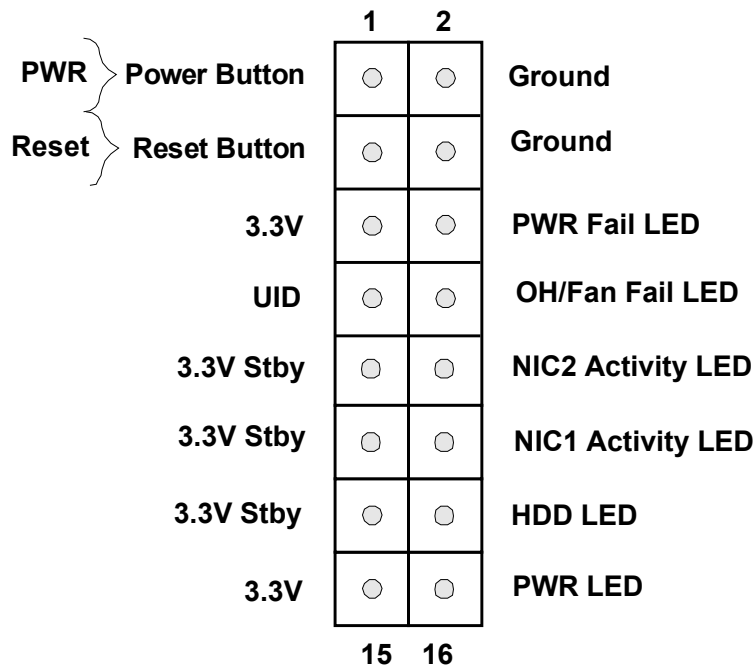 1 2
PWR Power Button Ground
Reset Reset Button Ground
3.3V PWR Fail LED
UID OH/Fan Fail LED
3.3V Stby NIC2 Activity LED
3.3V Stby NIC1 Activity LED
3.3V Stby HDD LED
3.3V PWR LED
15 16